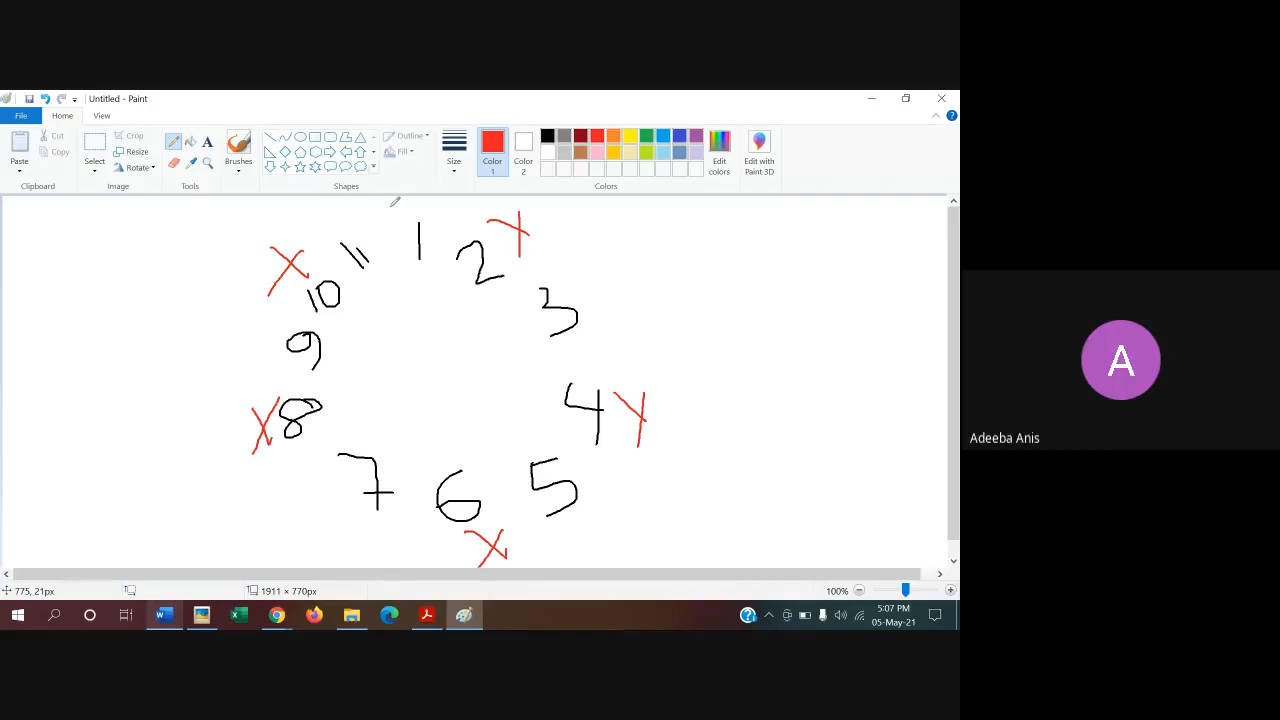 Untitled - Paint
File Home View
Paste
Cut
Copy
Clipboard
Select
Crop
Resize
Rotate
Image
Tools
Brushes
Shapes
Outline
Fill
Size
Color 1
Color 2
Colors
Edit colors
Edit with Paint 3D
1
2
Y
3
4 Y
5
6
X
7
8
X
9
10
X
11
775, 21px
1911 × 770px
100%
5:07 PM
05-May-21
A
Adeeba Anis